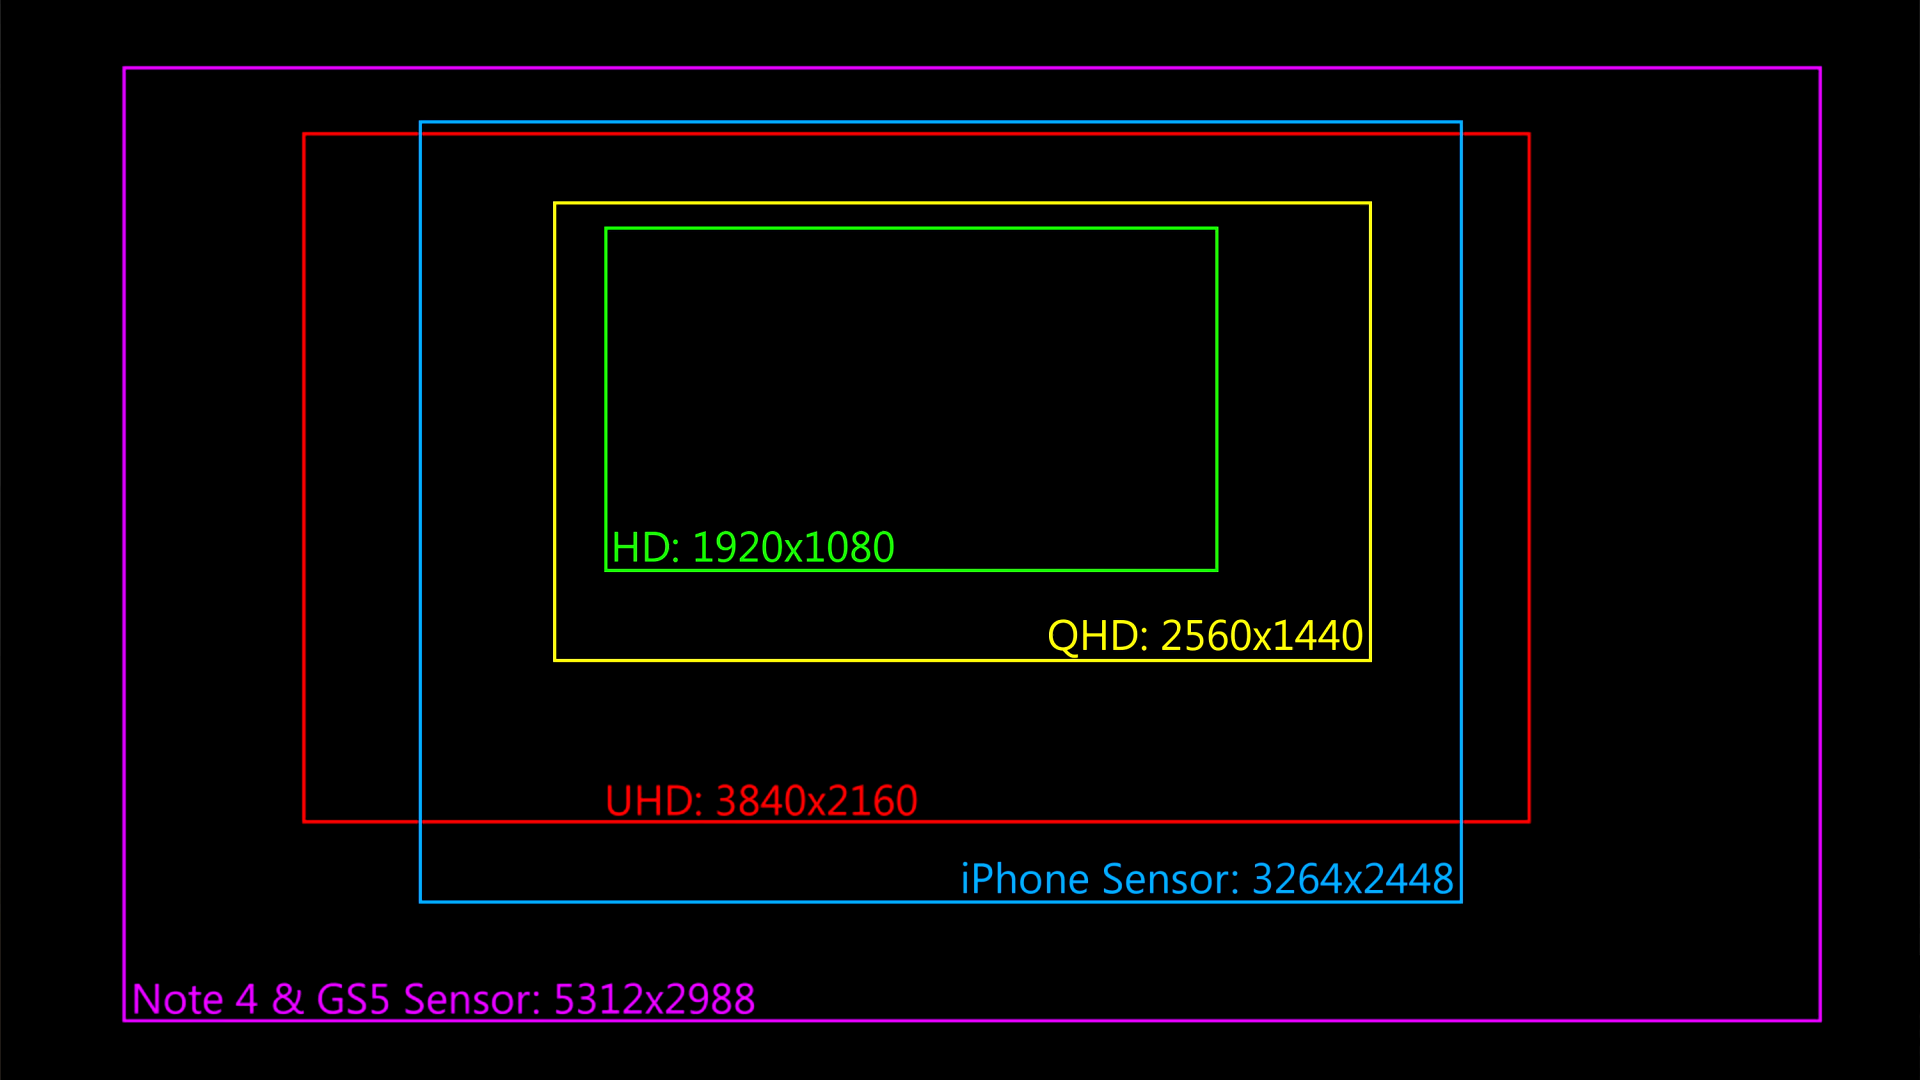 HD: 1920x1080
QHD: 2560x1440
UHD: 3840x2160
iPhone Sensor: 3264x2448
Note 4 & GS5 Sensor: 5312x2988